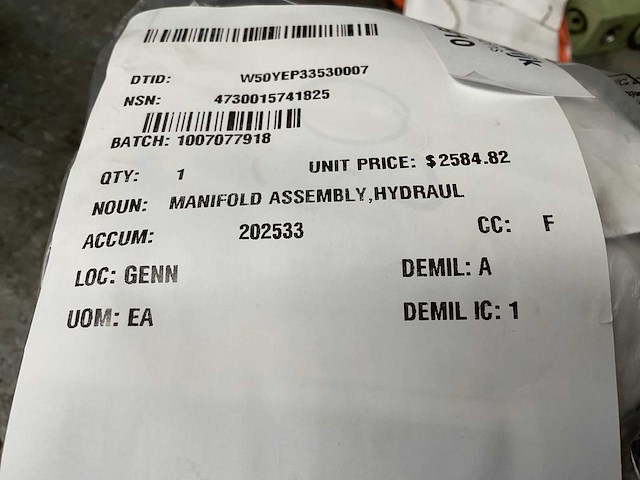 DTID: W50YEP33530007
NSN: 4730015741825
BATCH: 1007077918
QTY: 1 UNIT PRICE: $2584.82
NOUN: MANIFOLD ASSEMBLY,HYDRAUL
ACCUM: 202533 CC: F
LOC: GENN DEMIL: A
UOM: EA DEMIL IC: 1